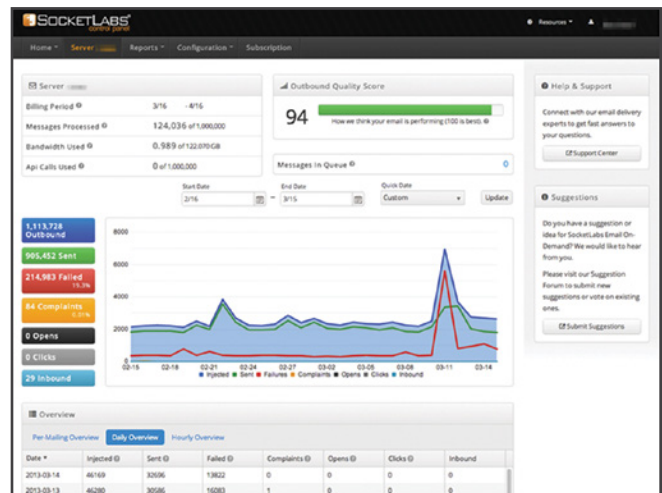 SOCKETLABS
control panel
Resources
Home Server Reports Configuration Subscription
Server
Billing Period 3/16 - 4/16
Messages Processed 124,036 of 1,000,000
Bandwidth Used 0.989 of 122.070 GB
Api Calls Used 0 of 1,000,000
Outbound Quality Score
94
How we think your email is performing (100 is best).
Messages In Queue 0
Start Date End Date Quick Date
2/16 - 3/15 Custom Update
Help & Support
Connect with our email delivery
experts to get fast answers to
your questions.
Support Center
Suggestions
Do you have a suggestion or
idea for SocketLabs Email On-
Demand? We would like to hear
from you.
Please visit our Suggestion
Forum to submit new
suggestions or vote on existing
ones.
Submit Suggestions
1,113,728
Outbound
905,452 Sent
214,983 Failed
19.3%
84 Complaints
0.01%
0 Opens
0 Clicks
29 Inbound
8000
6000
4000
2000
0
02-15 02-18 02-21 02-24 02-27 03-02 03-05 03-08 03-11 03-14
Injected Sent Failures Complaints Opens Clicks Inbound
Overview
Per-Mailing Overview Daily Overview Hourly Overview
Date Injected Sent Failed Complaints Opens Clicks Inbound
2013-03-14 46169 32696 13822 0 0 0 0
2013-03-13 46280 30586 16083 1 0 0 0